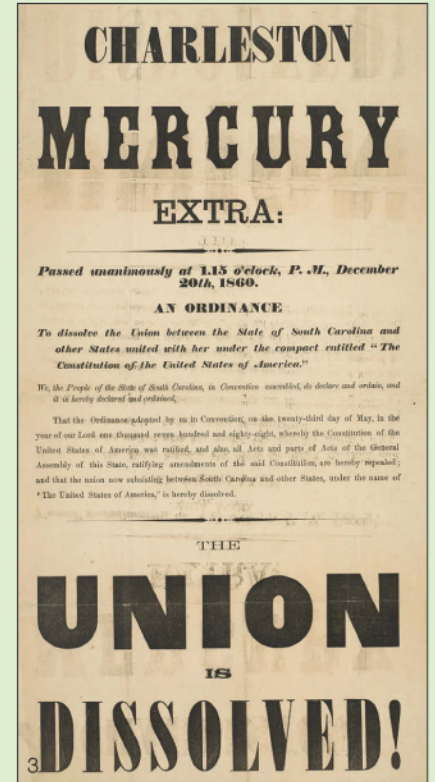 CHARLESTON
MERCURY
EXTRA:
Passed unanimously at 1.15 o'clock, P. M., December
20th, 1860.
AN ORDINANCE
To dissolve the Union between the State of South Carolina and
other States united with her under the compact entitled "The
Constitution of the United States of America."
We, the People of the State of South Carolina, in Convention assembled, do declare and ordain, and
it is hereby declared and ordained,
That the Ordinance adopted by us in Convention, on the twenty-third day of May, in the
year of our Lord one thousand seven hundred and eighty-eight, whereby the Constitution of the
United States of America was ratified, and also, all Acts and parts of Acts of the General
Assembly of this State, ratifying amendments of the said Constitution, are hereby repealed;
and that the union now subsisting between South Carolina and other States, under the name of
"The United States of America," is hereby dissolved.
THE
UNION
IS
DISSOLVED!
3